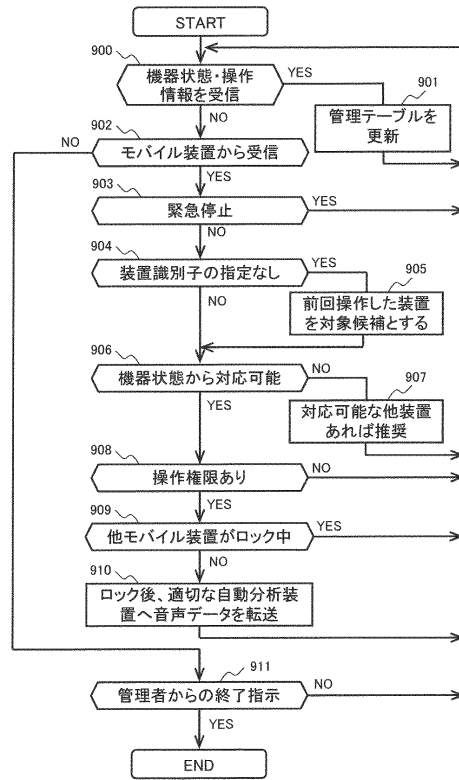 START
900
機器状態・操作
情報を受信
YES
901
管理テーブルを
更新
NO
902
NO
モバイル装置から受信
YES
903
緊急停止
YES
NO
904
装置識別子の指定なし
YES
905
前回操作した装置
を対象候補とする
NO
906
機器状態から対応可能
NO
907
対応可能な他装置
あれば推奨
YES
908
操作権限あり
NO
YES
909
他モバイル装置がロック中
YES
NO
910
ロック後、適切な自動分析装
置へ音声データを転送
911
管理者からの終了指示
NO
YES
END